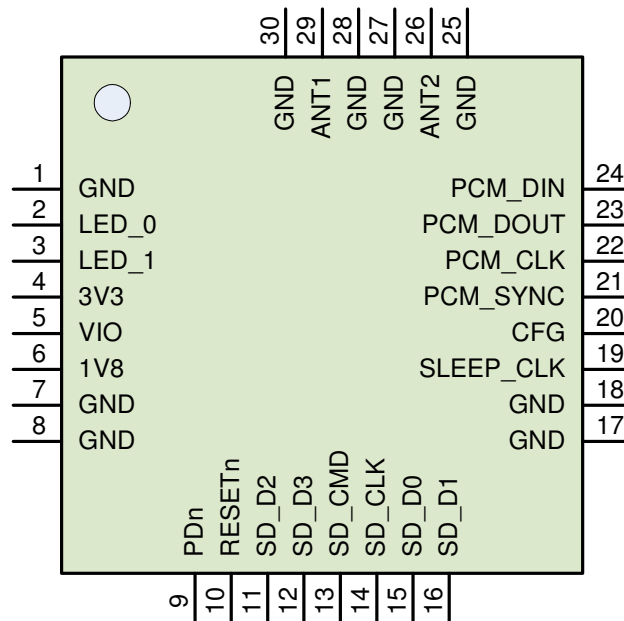 30 29 28 27 26 25
GND ANT1 GND GND ANT2 GND
1 GND
2 LED_0
3 LED_1
4 3V3
5 VIO
6 1V8
7 GND
8 GND
PCM_DIN 24
PCM_DOUT 23
PCM_CLK 22
PCM_SYNC 21
CFG 20
SLEEP_CLK 19
GND 18
GND 17
PDn RESETn SD_D2 SD_D3 SD_CMD SD_CLK SD_D0 SD_D1
9 10 11 12 13 14 15 16